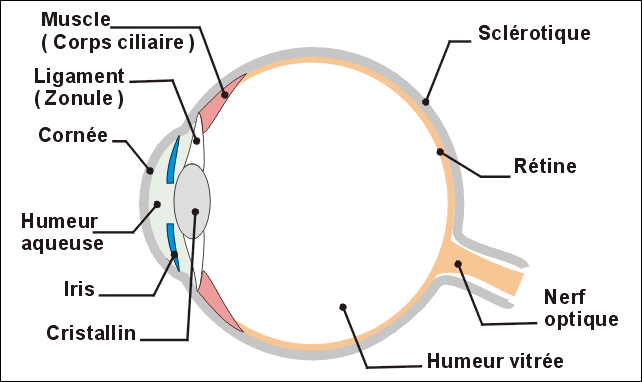 Muscle
( Corps ciliaire )
Ligament
( Zonule )
Cornée
Humeur
aqueuse
Iris
Cristallin
Sclérotique
Rétine
Nerf
optique
Humeur vitrée